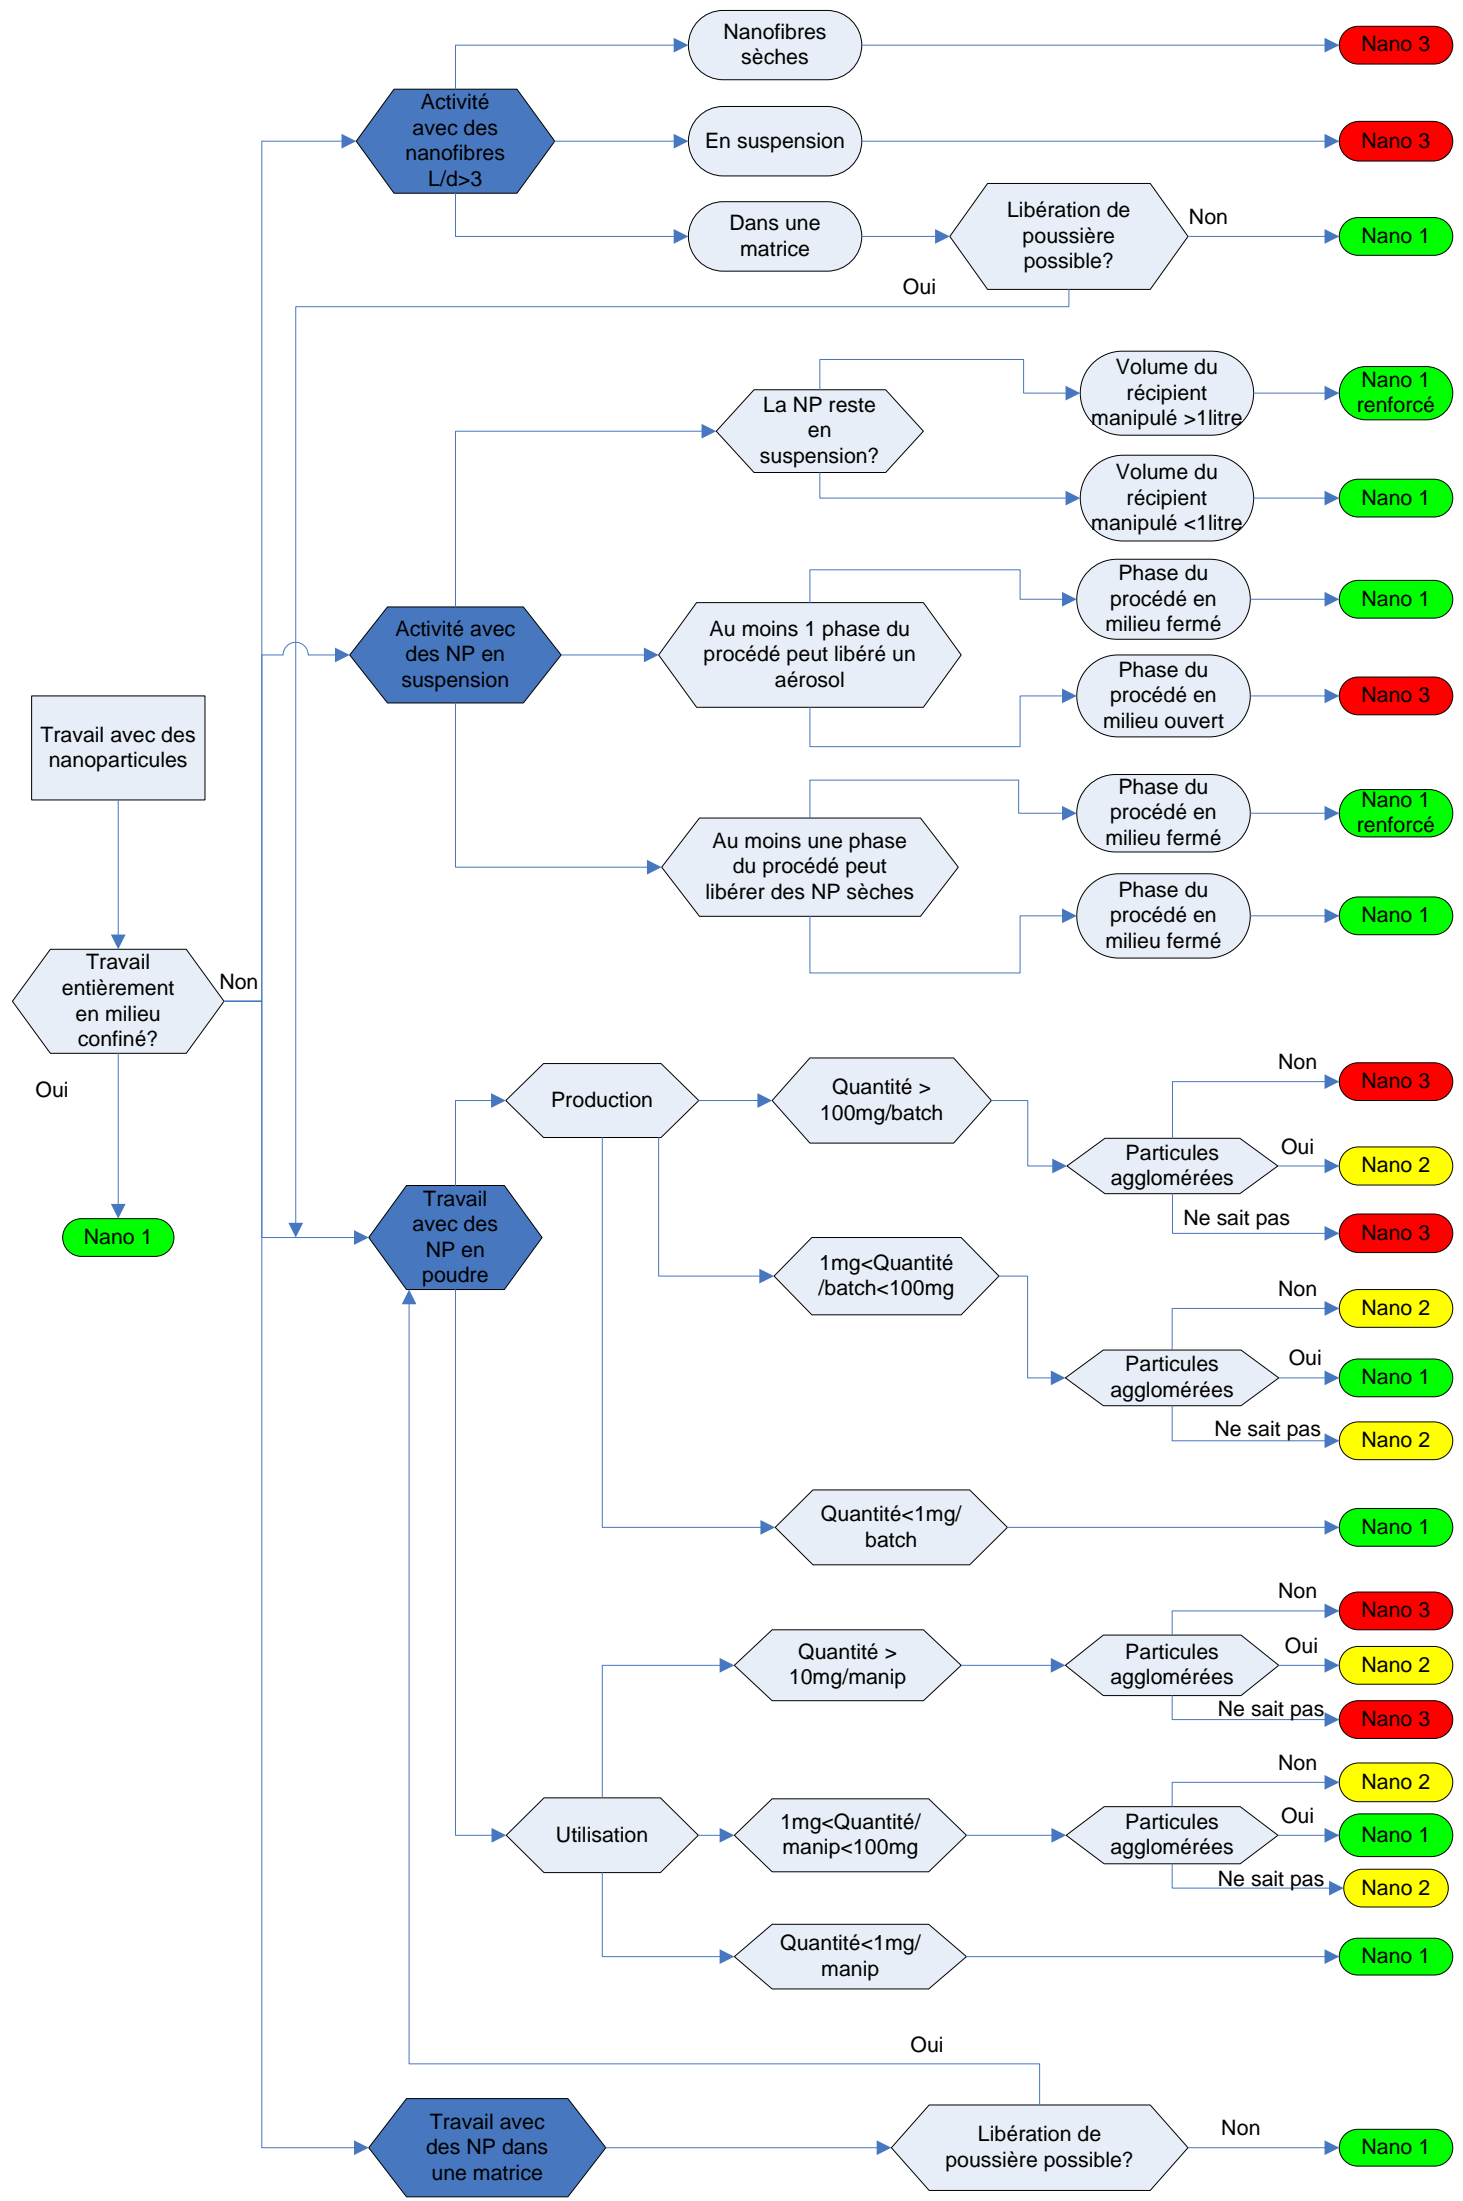 Nanofibres
sèches
Nano 3
Activité
avec des
nanofibres
L/d>3
En suspension
Nano 3
Dans une
matrice
Libération de
poussière
possible?
Non
Nano 1
Oui
La NP reste
en
suspension?
Volume du
récipient
manipulé >1litre
Nano 1
renforcé
Volume du
récipient
manipulé <1litre
Nano 1
Activité avec
des NP en
suspension
Au moins 1 phase du
procédé peut libéré un
aérosol
Phase du
procédé en
milieu fermé
Nano 1
Phase du
procédé en
milieu ouvert
Nano 3
Travail avec des
nanoparticules
Au moins une phase
du procédé peut
libérer des NP sèches
Phase du
procédé en
milieu fermé
Nano 1
renforcé
Phase du
procédé en
milieu fermé
Nano 1
Travail
entièrement
en milieu
confiné?
Non
Oui
Nano 1
Travail
avec des
NP en
poudre
Production
Quantité >
100mg/batch
Particules
agglomérées
Non
Nano 3
Oui
Nano 2
Ne sait pas
Nano 3
1mg<Quantité
/batch<100mg
Particules
agglomérées
Non
Nano 2
Oui
Nano 1
Ne sait pas
Nano 2
Quantité<1mg/
batch
Nano 1
Utilisation
Quantité >
10mg/manip
Particules
agglomérées
Non
Nano 3
Oui
Nano 2
Ne sait pas
Nano 3
1mg<Quantité/
manip<100mg
Particules
agglomérées
Non
Nano 2
Oui
Nano 1
Ne sait pas
Nano 2
Quantité<1mg/
manip
Nano 1
Oui
Travail avec
des NP dans
une matrice
Libération de
poussière possible?
Non
Nano 1